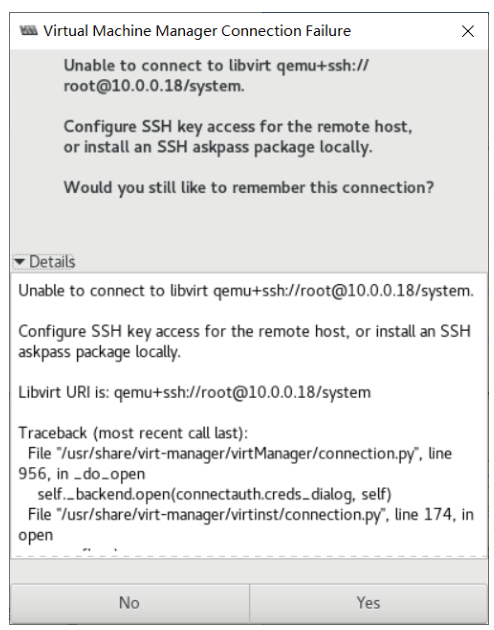 Virtual Machine Manager Connection Failure
Unable to connect to libvirt qemu+ssh://
root@10.0.0.18/system.
Configure SSH key access for the remote host,
or install an SSH askpass package locally.
Would you still like to remember this connection?
Details
Unable to connect to libvirt qemu+ssh://root@10.0.0.18/system.
Configure SSH key access for the remote host, or install an SSH
askpass package locally.
Libvirt URI is: qemu+ssh://root@10.0.0.18/system
Traceback (most recent call last):
File "/usr/share/virt-manager/virtManager/connection.py", line
956, in _do_open
self._backend.open(connectauth.creds_dialog, self)
File "/usr/share/virt-manager/virtinst/connection.py", line 174, in
open
No
Yes